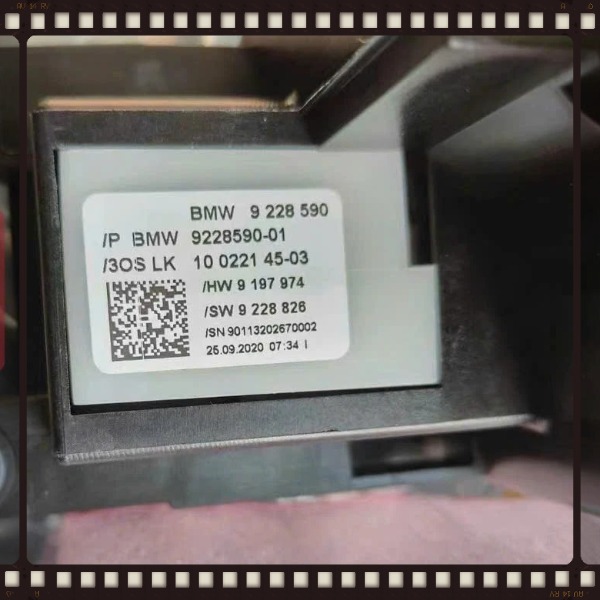 BMW 9 228 590
/P BMW 9228590-01
/3OS LK 10 0221 45-03
/HW 9 197 974
/SW 9 228 826
/SN 90113202670002
25.09.2020 07:34 I